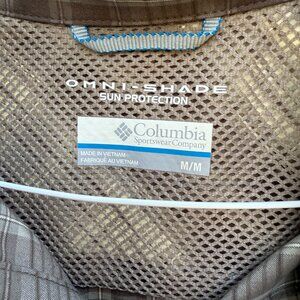 OMNI-SHADE
SUN PROTECTION
Columbia
Sportswear Company
MADE IN VIETNAM
FABRIQUÉ AU VIETNAM
M/M